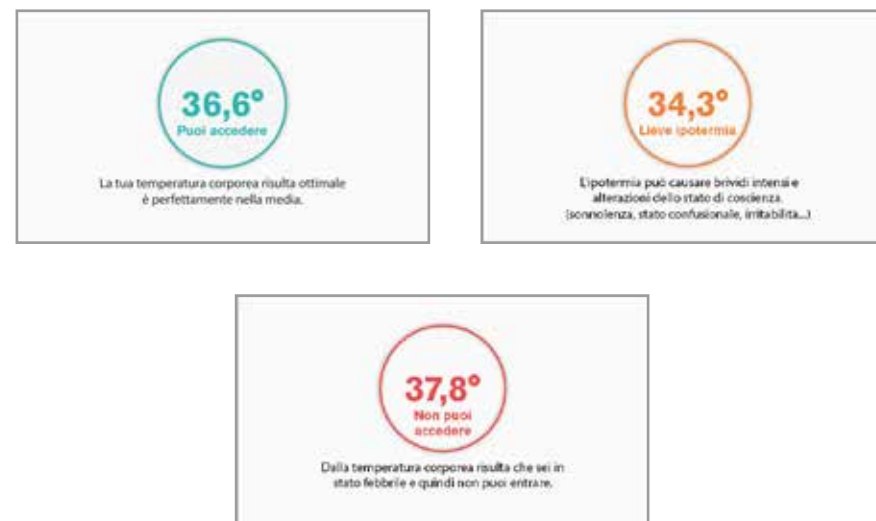 36,6°
Puoi accedere
La tua temperatura corporea risulta ottimale
è perfettamente nella media.
34,3°
Lieve ipotermia
L'ipotermia può causare brividi intensi e
alterazioni dello stato di coscienza.
(sonnolenza, stato confusionale, irritabilita...)
37,8°
Non puoi
accedere
Dalla temperatura corporea risulta che sei in
stato febbrile e quindi non puoi entrare.